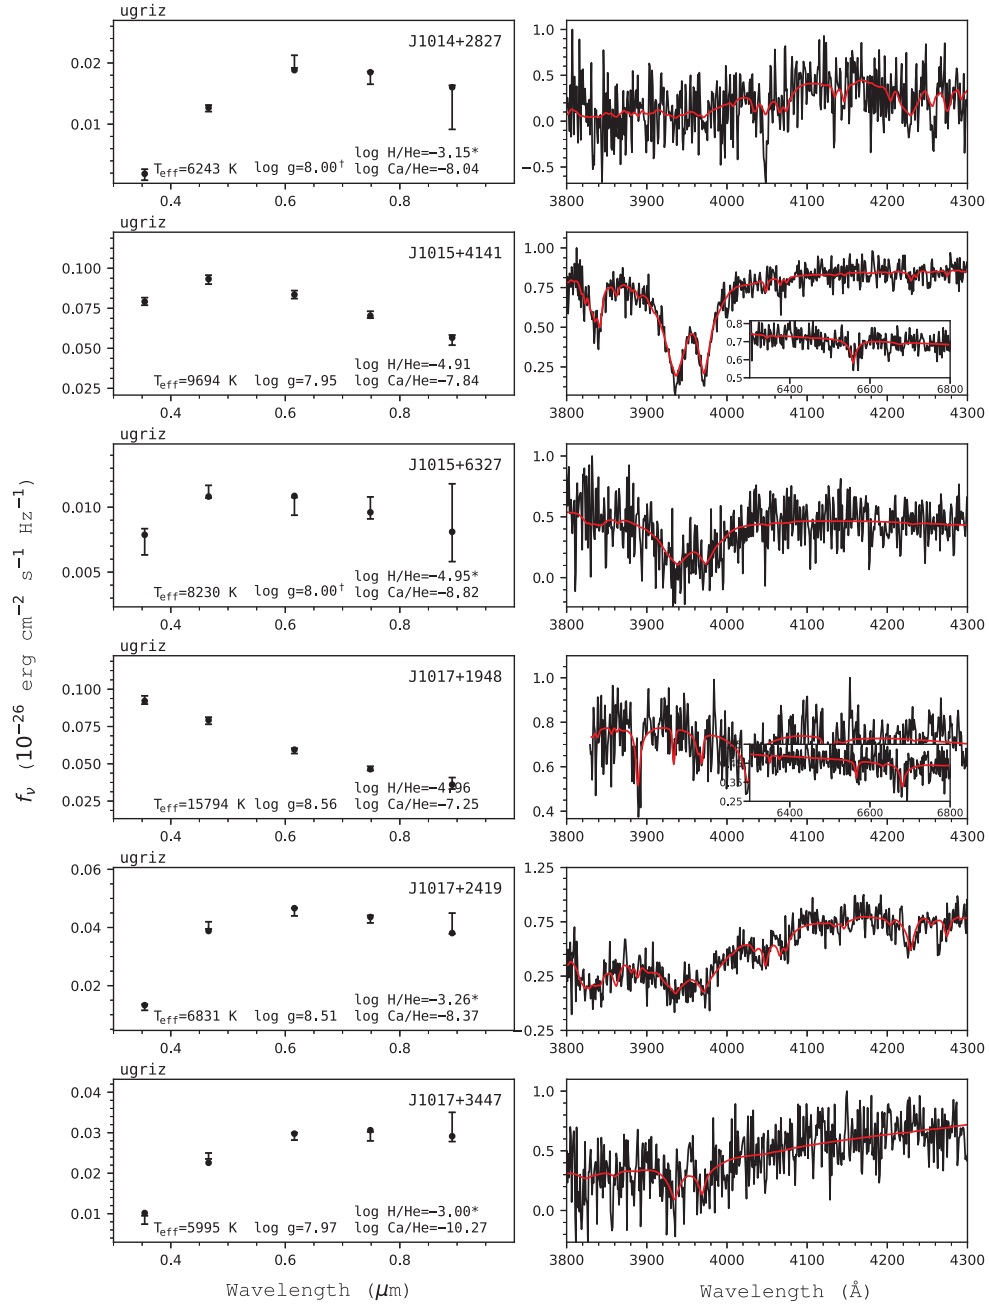 ugriz
J1014+2827
0.02
0.01
log H/He=−3.15*
T_eff=6243 K log g=8.00† log Ca/He=−8.04
0.4 0.6 0.8
1.0
0.5
0.0
−0.5
3800 3900 4000 4100 4200 4300
ugriz
J1015+4141
0.100
0.075
0.050
0.025
log H/He=−4.91
T_eff=9694 K log g=7.95 log Ca/He=−7.84
0.4 0.6 0.8
1.00
0.75
0.50
0.25
0.8
0.7
0.6
0.5
6400 6600 6800
3800 3900 4000 4100 4200 4300
ugriz
J1015+6327
0.010
0.005
log H/He=−4.95*
T_eff=8230 K log g=8.00† log Ca/He=−8.82
0.4 0.6 0.8
1.0
0.5
0.0
3800 3900 4000 4100 4200 4300
f_ν (10⁻²⁶ erg cm⁻² s⁻¹ Hz⁻¹)
ugriz
J1017+1948
0.100
0.075
0.050
0.025
log H/He=−4.96
T_eff=15794 K log g=8.56 log Ca/He=−7.25
0.4 0.6 0.8
1.0
0.8
0.6
0.4
0.35
0.25
6400 6600 6800
3800 3900 4000 4100 4200 4300
ugriz
J1017+2419
0.06
0.04
0.02
log H/He=−3.26*
T_eff=6831 K log g=8.51 log Ca/He=−8.37
0.4 0.6 0.8
1.25
0.75
0.25
−0.25
3800 3900 4000 4100 4200 4300
ugriz
J1017+3447
0.04
0.03
0.02
0.01
log H/He=−3.00*
T_eff=5995 K log g=7.97 log Ca/He=−10.27
0.4 0.6 0.8
1.0
0.5
0.0
3800 3900 4000 4100 4200 4300
Wavelength (μm)
Wavelength (Å)